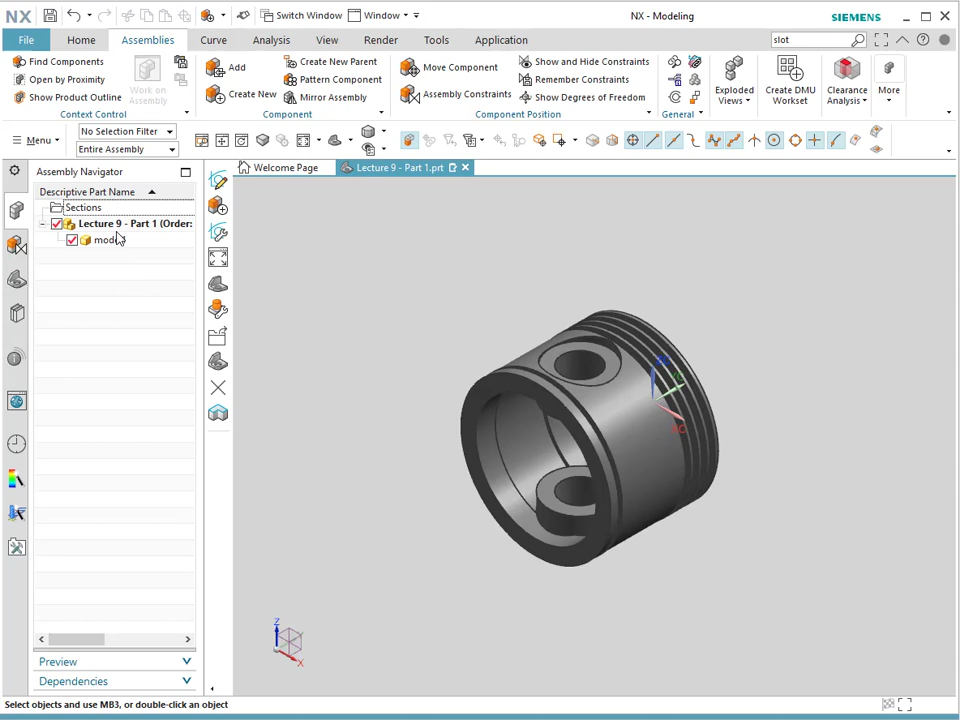 NX
Switch Window
Window
NX - Modeling
SIEMENS
File
Home
Assemblies
Curve
Analysis
View
Render
Tools
Application
slot
Find Components
Open by Proximity
Show Product Outline
Work on
Assembly
Context Control
Add
Create New
Create New Parent
Pattern Component
Mirror Assembly
Component
Move Component
Assembly Constraints
Show and Hide Constraints
Remember Constraints
Show Degrees of Freedom
Component Position
General
Exploded
Views
Create DMU
Workset
Clearance
Analysis
More
Menu
No Selection Filter
Entire Assembly
Assembly Navigator
Welcome Page
Lecture 9 - Part 1.prt
Descriptive Part Name
Sections
Lecture 9 - Part 1 (Order:
Z
X
Preview
Dependencies
Select objects and use MB3, or double-click an object